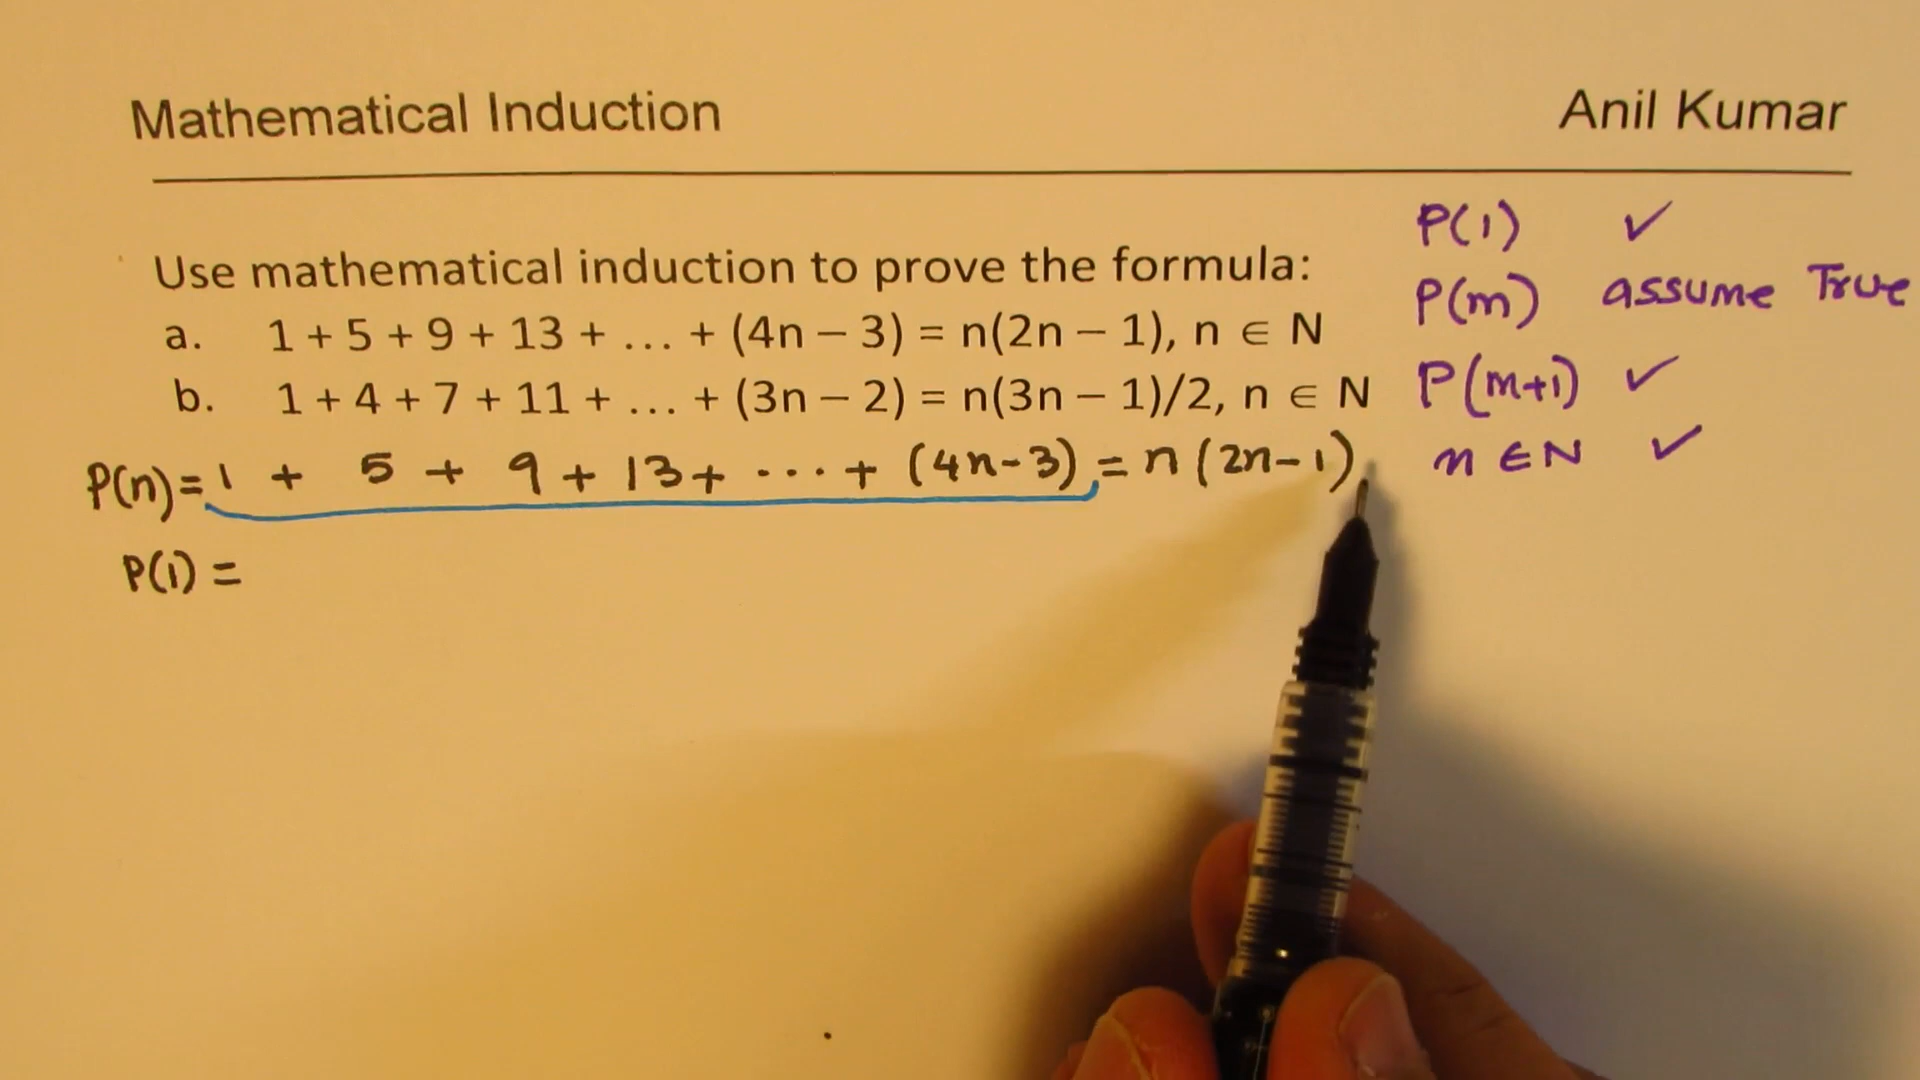 Mathematical Induction
Anil Kumar
Use mathematical induction to prove the formula:
a. 1 + 5 + 9 + 13 + … + (4n – 3) = n(2n – 1), n ∈ N
b. 1 + 4 + 7 + 11 + … + (3n – 2) = n(3n – 1)/2, n ∈ N
P(n) = 1 + 5 + 9 + 13 + ... + (4n-3) = n(2n-1)
P(1) =
P(1) ✓
P(m) assume True
P(m+1) ✓
n ∈ N ✓